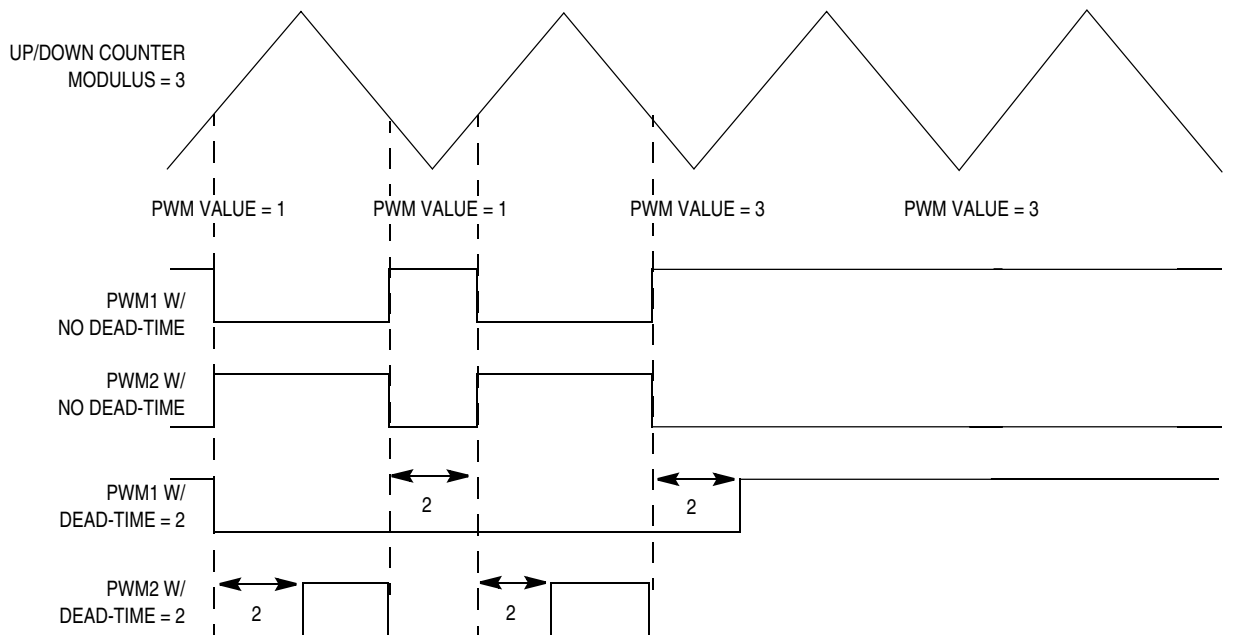 UP/DOWN COUNTER
MODULUS = 3
PWM VALUE = 1 PWM VALUE = 1 PWM VALUE = 3 PWM VALUE = 3
PWM1 W/
NO DEAD-TIME
PWM2 W/
NO DEAD-TIME
PWM1 W/
DEAD-TIME = 2
2 2
PWM2 W/
DEAD-TIME = 2
2 2